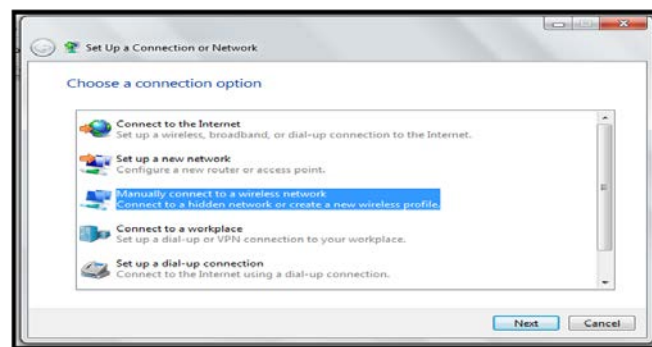 Set Up a Connection or Network
Choose a connection option
Connect to the Internet
Set up a wireless, broadband, or dial-up connection to the Internet.
Set up a new network
Configure a new router or access point.
Manually connect to a wireless network
Connect to a hidden network or create a new wireless profile.
Connect to a workplace
Set up a dial-up or VPN connection to your workplace.
Set up a dial-up connection
Connect to the Internet using a dial-up connection.
Next Cancel